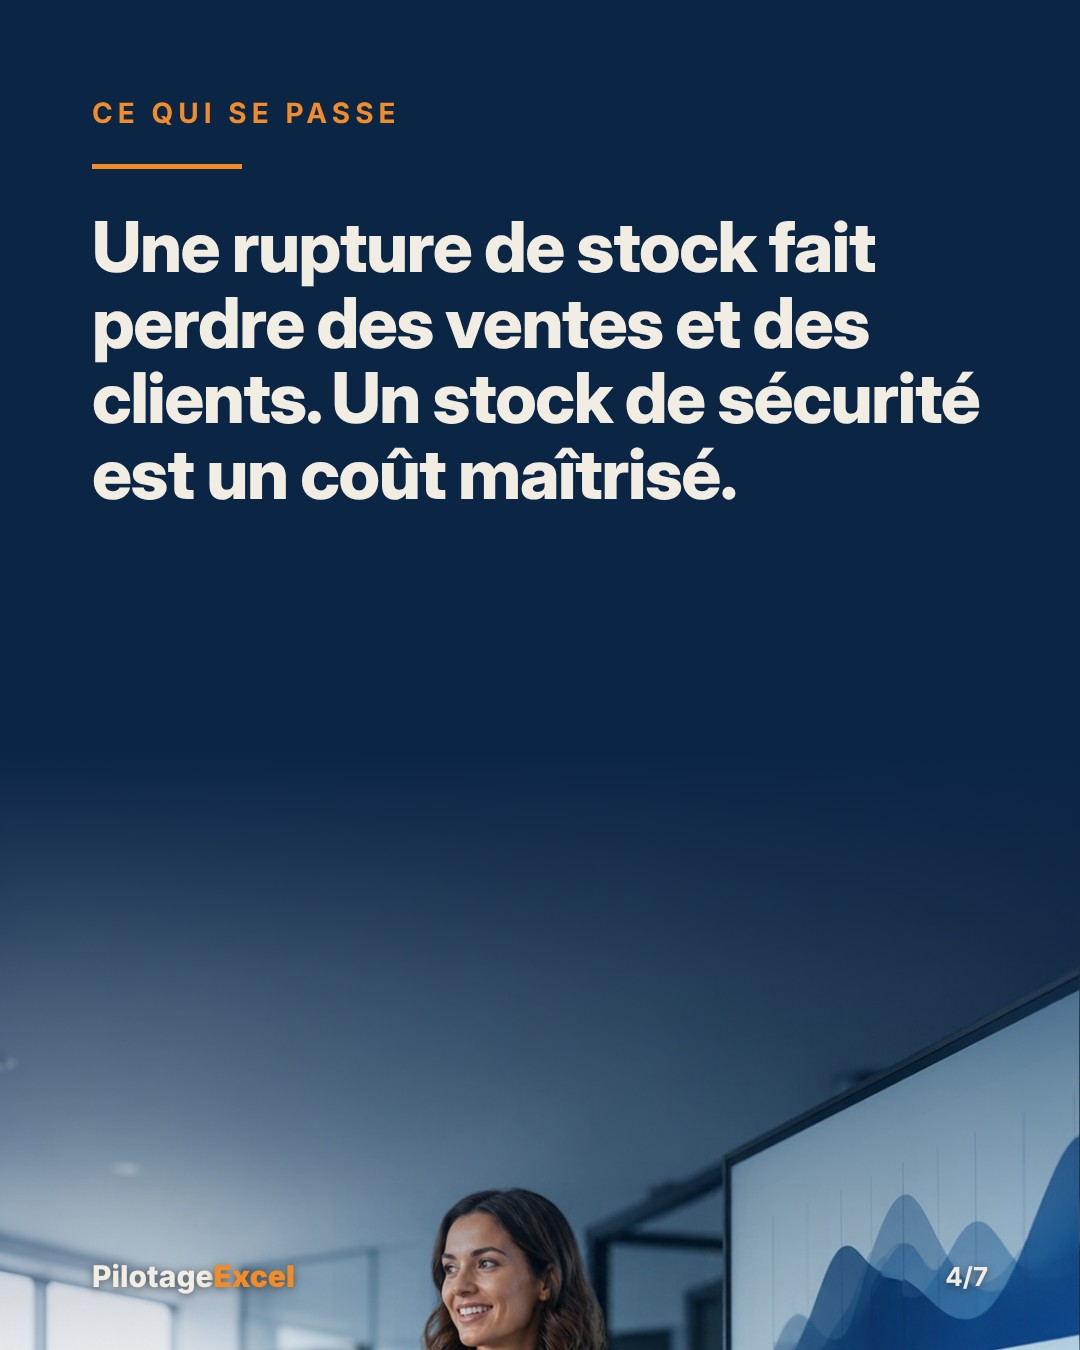 CE QUI SE PASSE
Une rupture de stock fait
perdre des ventes et des
clients. Un stock de sécurité
est un coût maîtrisé.
PilotageExcel
4/7